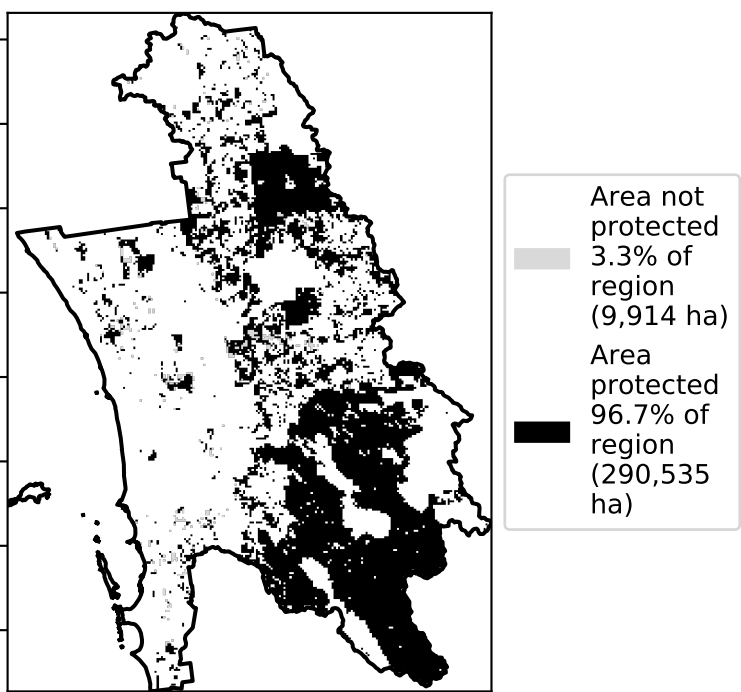 Area not
protected
3.3% of
region
(9,914 ha)
Area
protected
96.7% of
region
(290,535
ha)